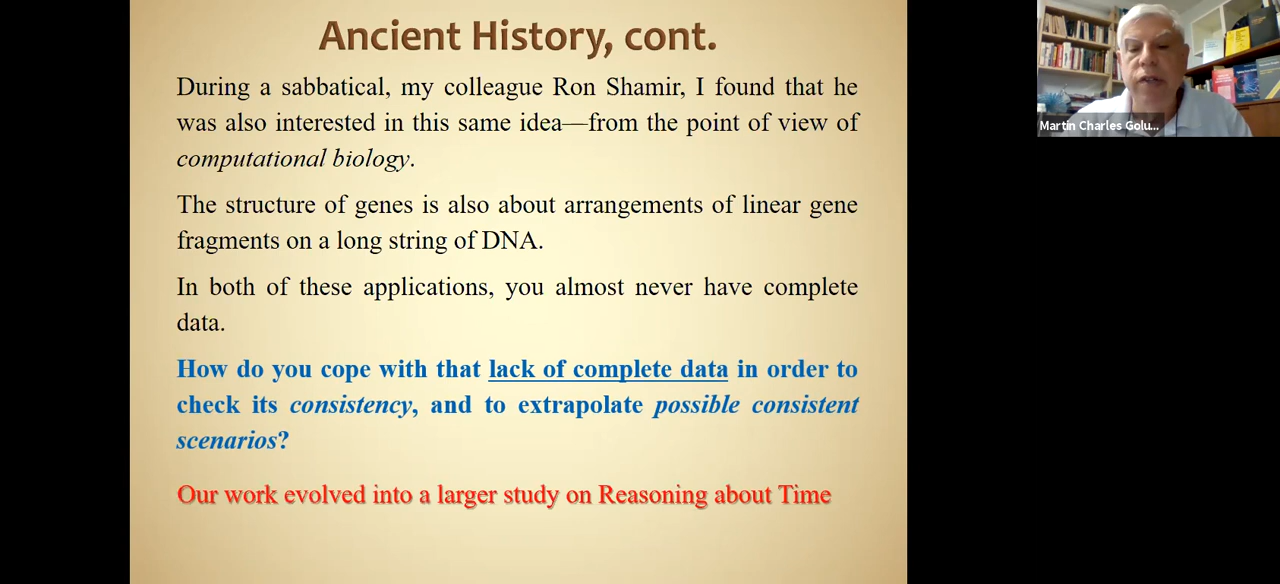 Ancient History, cont.
During a sabbatical, my colleague Ron Shamir, I found that he
was also interested in this same idea—from the point of view of
computational biology.
The structure of genes is also about arrangements of linear gene
fragments on a long string of DNA.
In both of these applications, you almost never have complete
data.
How do you cope with that lack of complete data in order to
check its consistency, and to extrapolate possible consistent
scenarios?
Our work evolved into a larger study on Reasoning about Time
Martin Charles Golu...